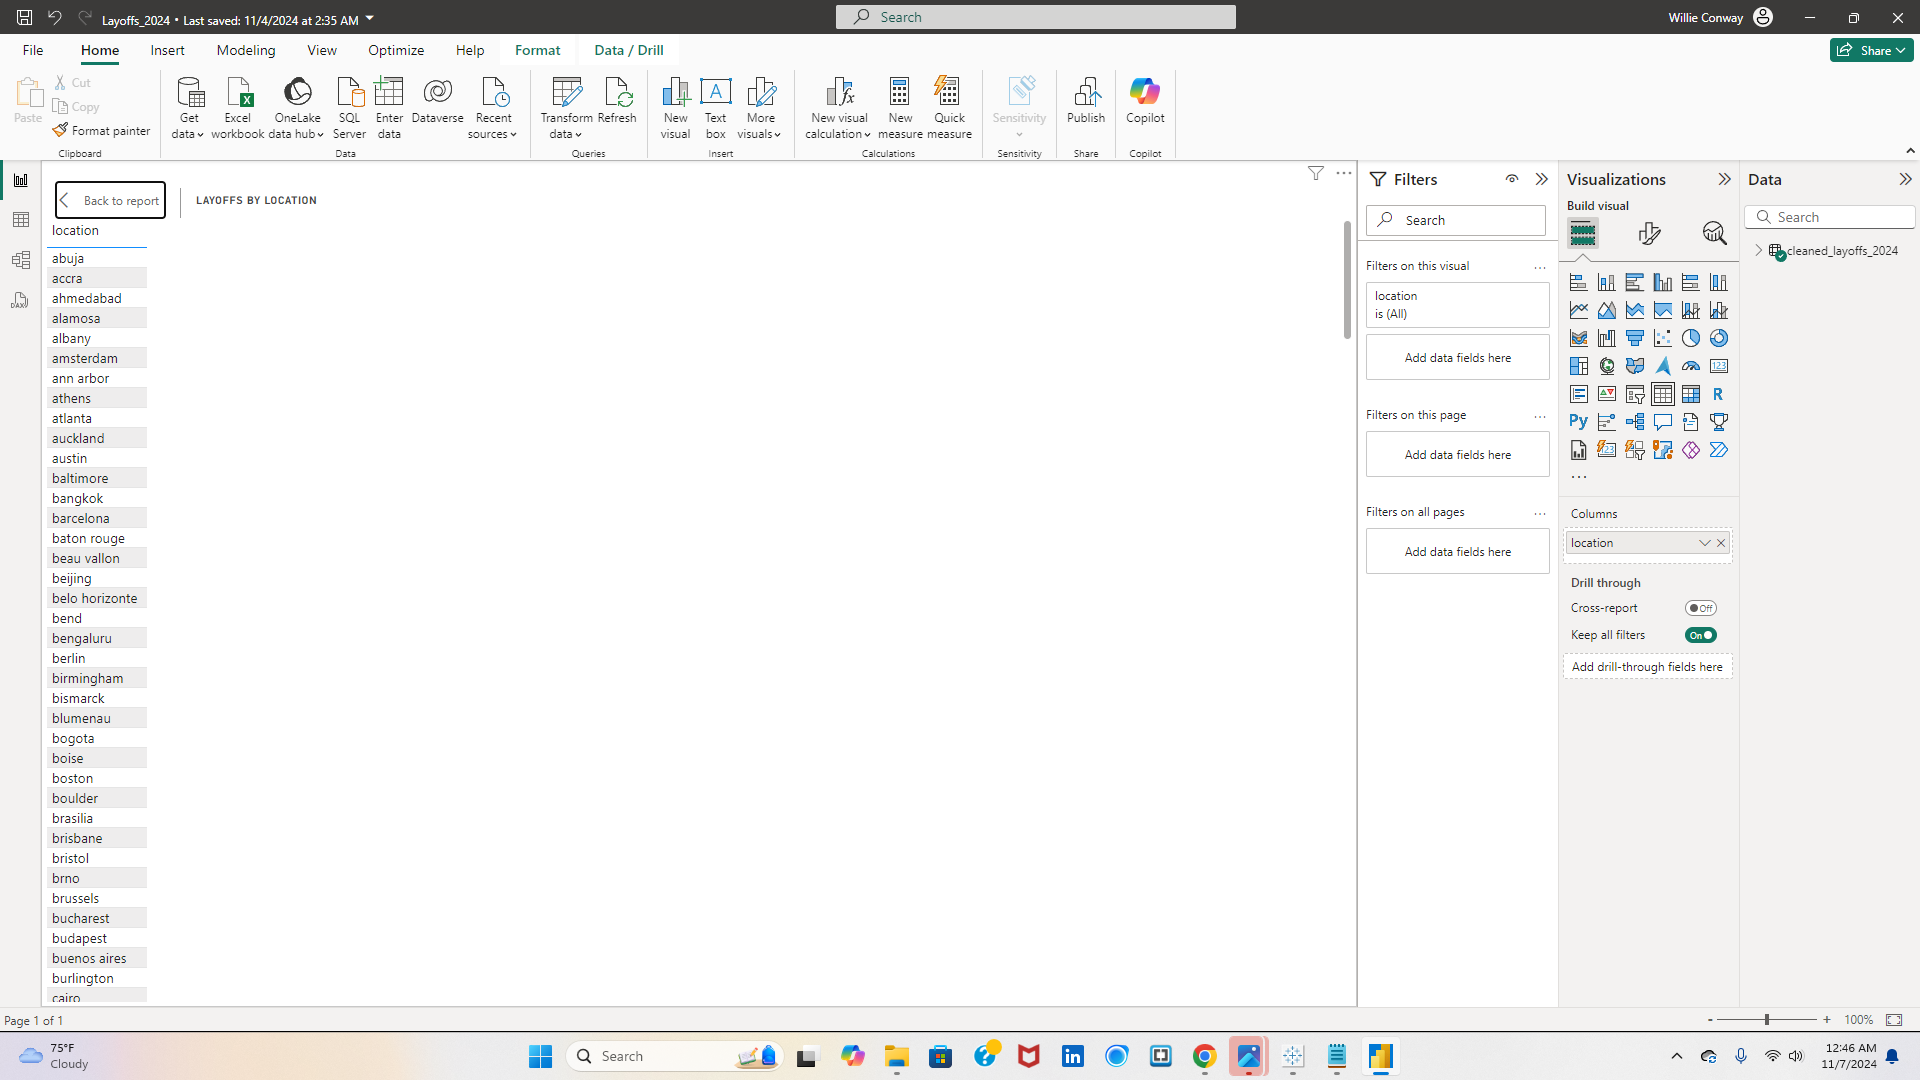 Layoffs_2024 • Last saved: 11/4/2024 at 2:35 AM
Search
Willie Conway
File Home Insert Modeling View Optimize Help Format Data / Drill
Share
Paste
Cut
Copy
Format painter
Clipboard
Get data
Excel workbook
OneLake data hub
SQL Server
Enter data
Dataverse
Recent sources
Data
Transform data
Refresh
Queries
New visual
Text box
More visuals
Insert
New visual calculation
New measure
Quick measure
Calculations
Sensitivity
Sensitivity
Publish
Share
Copilot
Copilot
Back to report
LAYOFFS BY LOCATION
location
abuja
accra
ahmedabad
alamosa
albany
amsterdam
ann arbor
athens
atlanta
auckland
austin
baltimore
bangkok
barcelona
baton rouge
beau vallon
beijing
belo horizonte
bend
bengaluru
berlin
birmingham
bismarck
blumenau
bogota
boise
boston
boulder
brasilia
brisbane
bristol
brno
brussels
bucharest
budapest
buenos aires
burlington
cairo
Filters
Search
Filters on this visual
location
is (All)
Add data fields here
Filters on this page
Add data fields here
Filters on all pages
Add data fields here
Visualizations
Build visual
123
R
Py
123
Columns
location
Drill through
Cross-report Off
Keep all filters On
Add drill-through fields here
Data
Search
cleaned_layoffs_2024
DAX
Page 1 of 1
- + 100%
75°F
Cloudy
Search
12:46 AM
11/7/2024